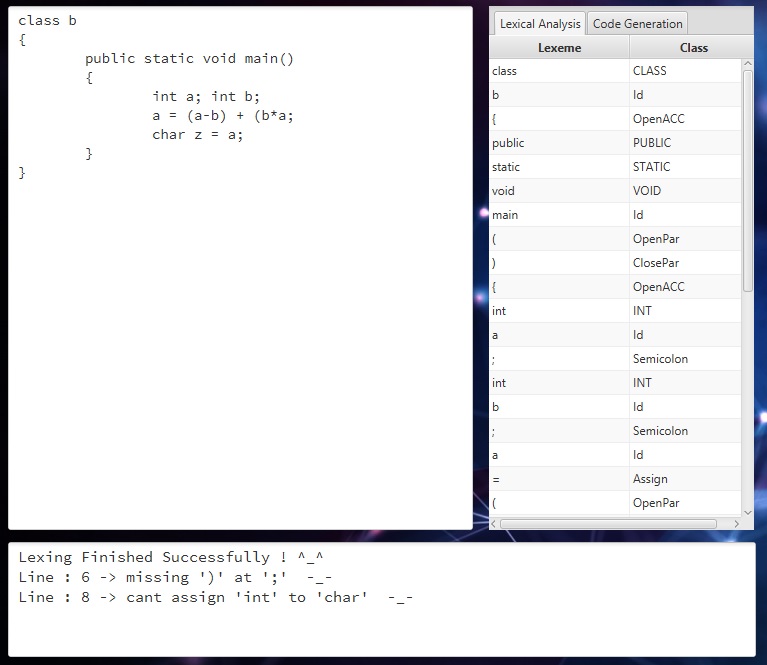 class b
{
public static void main()
{
int a; int b;
a = (a-b) + (b*a;
char z = a;
}
}
Lexical Analysis Code Generation
Lexeme Class
class CLASS
b Id
{ OpenACC
public PUBLIC
static STATIC
void VOID
main Id
( OpenPar
) ClosePar
{ OpenACC
int INT
a Id
; Semicolon
int INT
b Id
; Semicolon
a Id
= Assign
( OpenPar
Lexing Finished Successfully ! ^_^
Line : 6 -> missing ')' at ';' -_-
Line : 8 -> cant assign 'int' to 'char' -_-